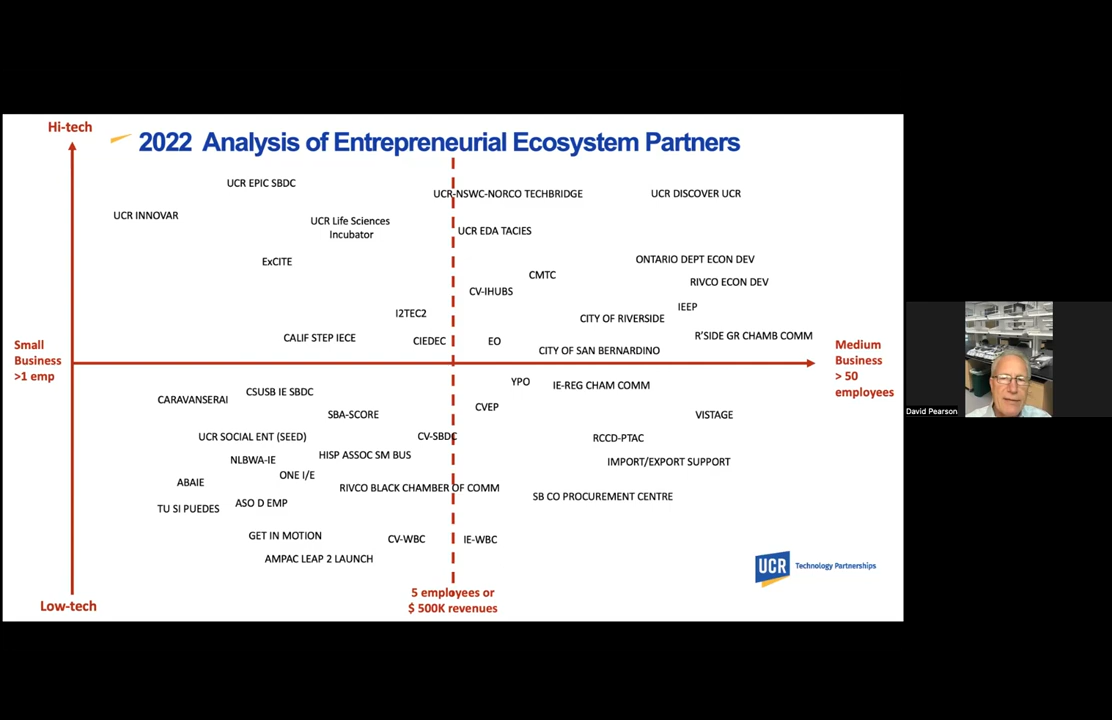 Hi-tech
2022 Analysis of Entrepreneurial Ecosystem Partners
UCR EPIC SBDC
UCR-NSWC-NORCO TECHBRIDGE
UCR DISCOVER UCR
UCR INNOVAR
UCR Life Sciences
Incubator
UCR EDA TACIES
ExCITE
ONTARIO DEPT ECON DEV
CMTC
RIVCO ECON DEV
CV-IHUBS
IEEP
I2TEC2
CITY OF RIVERSIDE
CALIF STEP IECE
CIEDEC
EO
R'SIDE GR CHAMB COMM
CITY OF SAN BERNARDINO
Small
Business
>1 emp
Medium
Business
> 50
employees
YPO
IE-REG CHAM COMM
CSUSB IE SBDC
CARAVANSERAI
CVEP
SBA-SCORE
VISTAGE
UCR SOCIAL ENT (SEED)
CV-SBDC
RCCD-PTAC
HISP ASSOC SM BUS
NLBWA-IE
IMPORT/EXPORT SUPPORT
ONE I/E
ABAIE
RIVCO BLACK CHAMBER OF COMM
SB CO PROCUREMENT CENTRE
ASO D EMP
TU SI PUEDES
GET IN MOTION
CV-WBC
IE-WBC
AMPAC LEAP 2 LAUNCH
UCR Technology Partnerships
5 employees or
$ 500K revenues
Low-tech
David Pearson